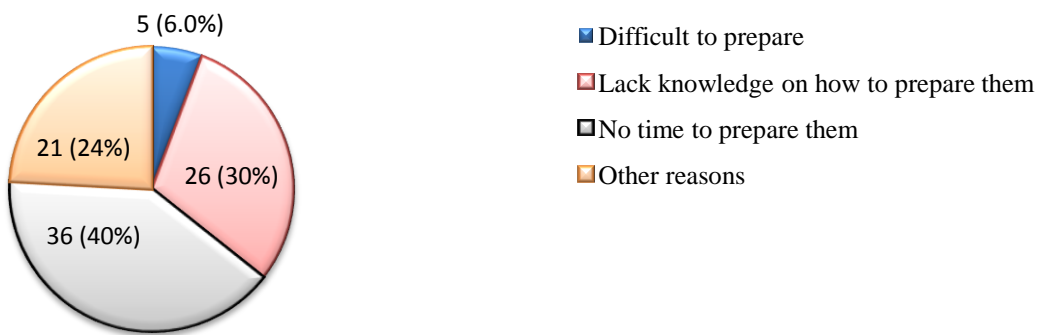 5 (6.0%)
26 (30%)
36 (40%)
21 (24%)
Difficult to prepare
Lack knowledge on how to prepare them
No time to prepare them
Other reasons